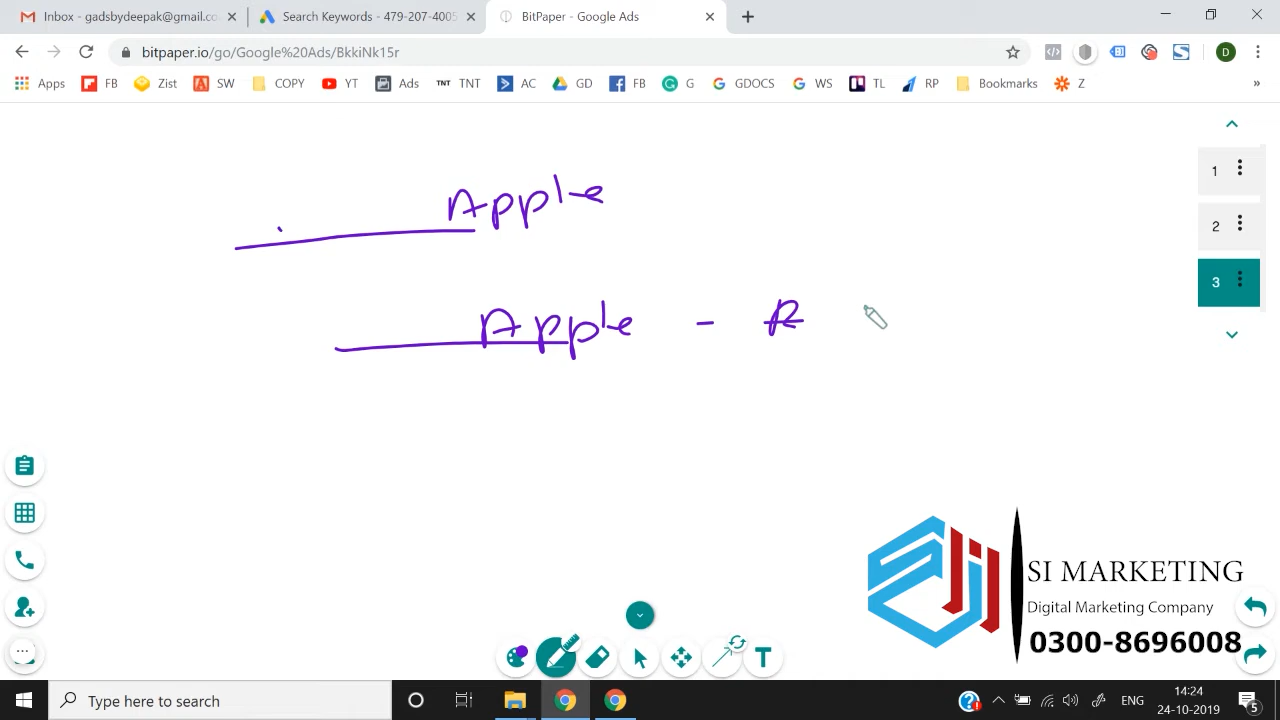 Inbox - gadsbydeepak@gmail.co
Search Keywords - 479-207-4005
BitPaper - Google Ads
bitpaper.io/go/Google%20Ads/BkkiNk15r
D
Apps FB Zist SW COPY YT Ads TNT TNT AC GD FB G GDOCS WS TL RP Bookmarks Z »
Apple
Apple - R
1
2
3
SI MARKETING
Digital Marketing Company
0300-8696008
T
Type here to search
ENG
14:24
24-10-2019
5